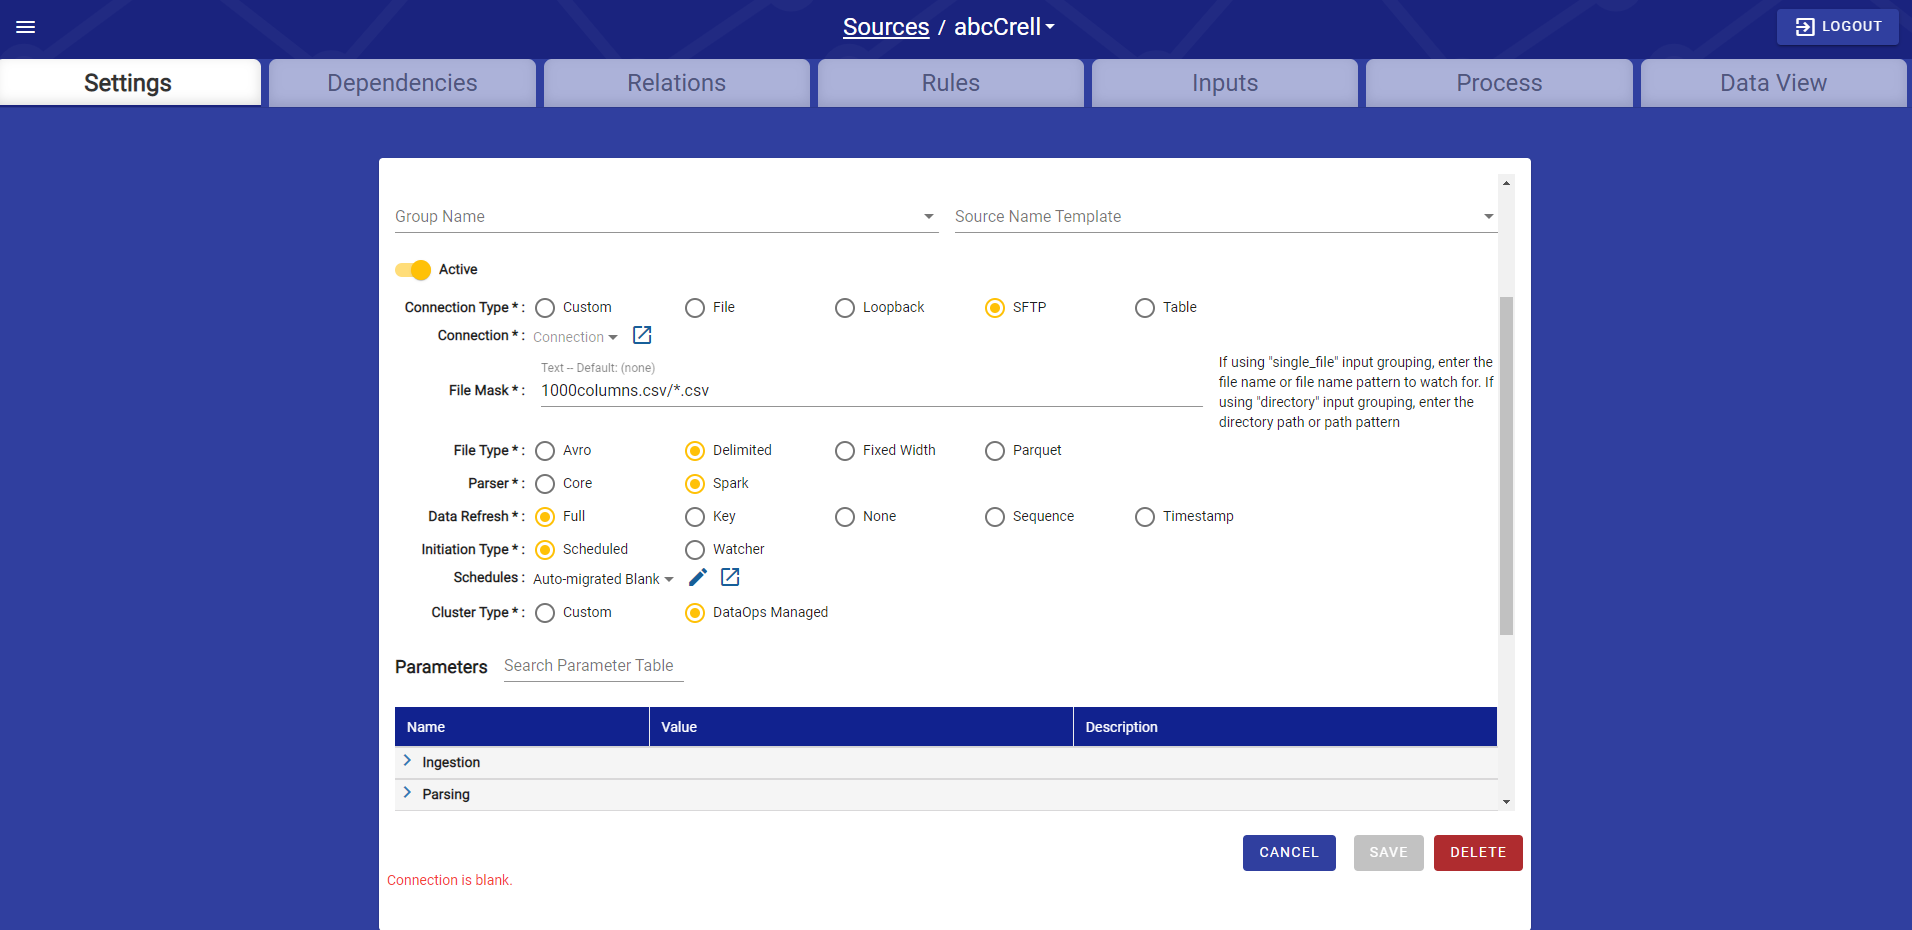 Sources / abcCrell
LOGOUT
Settings
Dependencies
Relations
Rules
Inputs
Process
Data View
Group Name
Source Name Template
Active
Connection Type * :
Custom
File
Loopback
SFTP
Table
Connection * :
Connection
Text -- Default: (none)
File Mask * :
1000columns.csv/*.csv
If using "single_file" input grouping, enter the
file name or file name pattern to watch for. If
using "directory" input grouping, enter the
directory path or path pattern
File Type * :
Avro
Delimited
Fixed Width
Parquet
Parser * :
Core
Spark
Data Refresh * :
Full
Key
None
Sequence
Timestamp
Initiation Type * :
Scheduled
Watcher
Schedules :
Auto-migrated Blank
Cluster Type * :
Custom
DataOps Managed
Parameters
Search Parameter Table
Name
Value
Description
Ingestion
Parsing
CANCEL
SAVE
DELETE
Connection is blank.